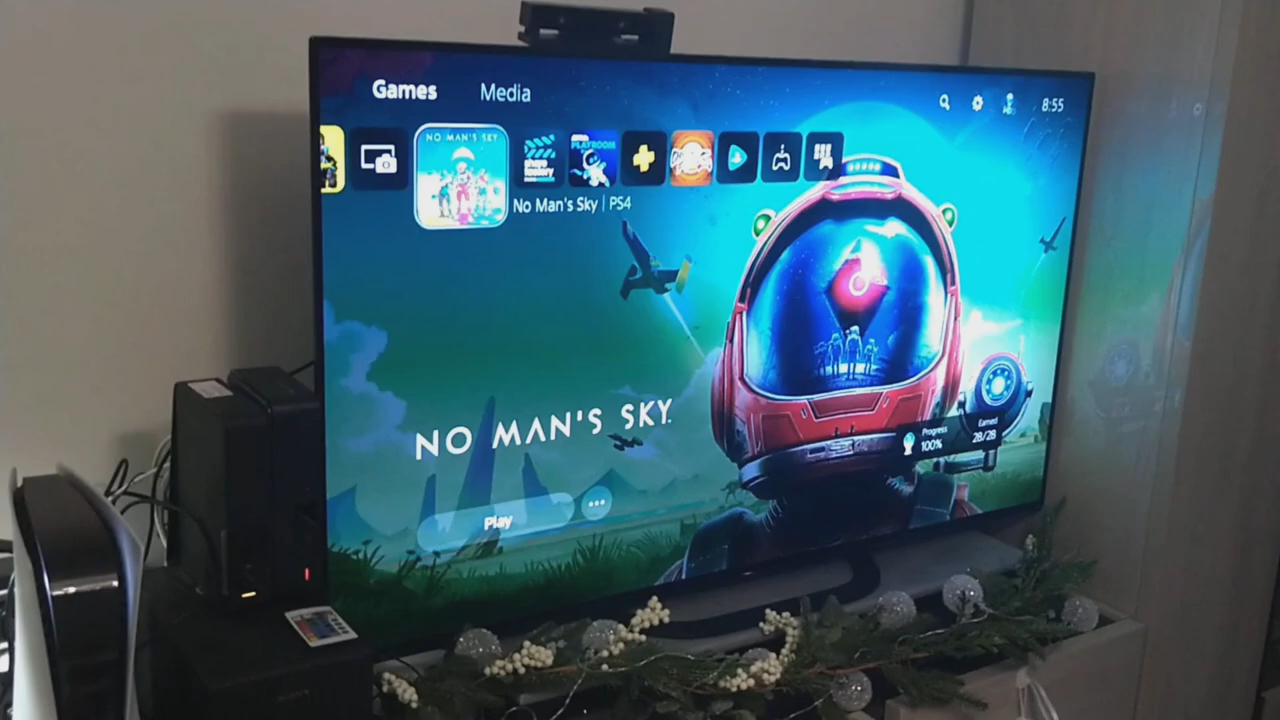 Games Media 8:55
NO MAN'S SKY
PLAYROOM
No Man's Sky | PS4
NO MAN'S SKY
Progress
100%
Earned
28/28
Play